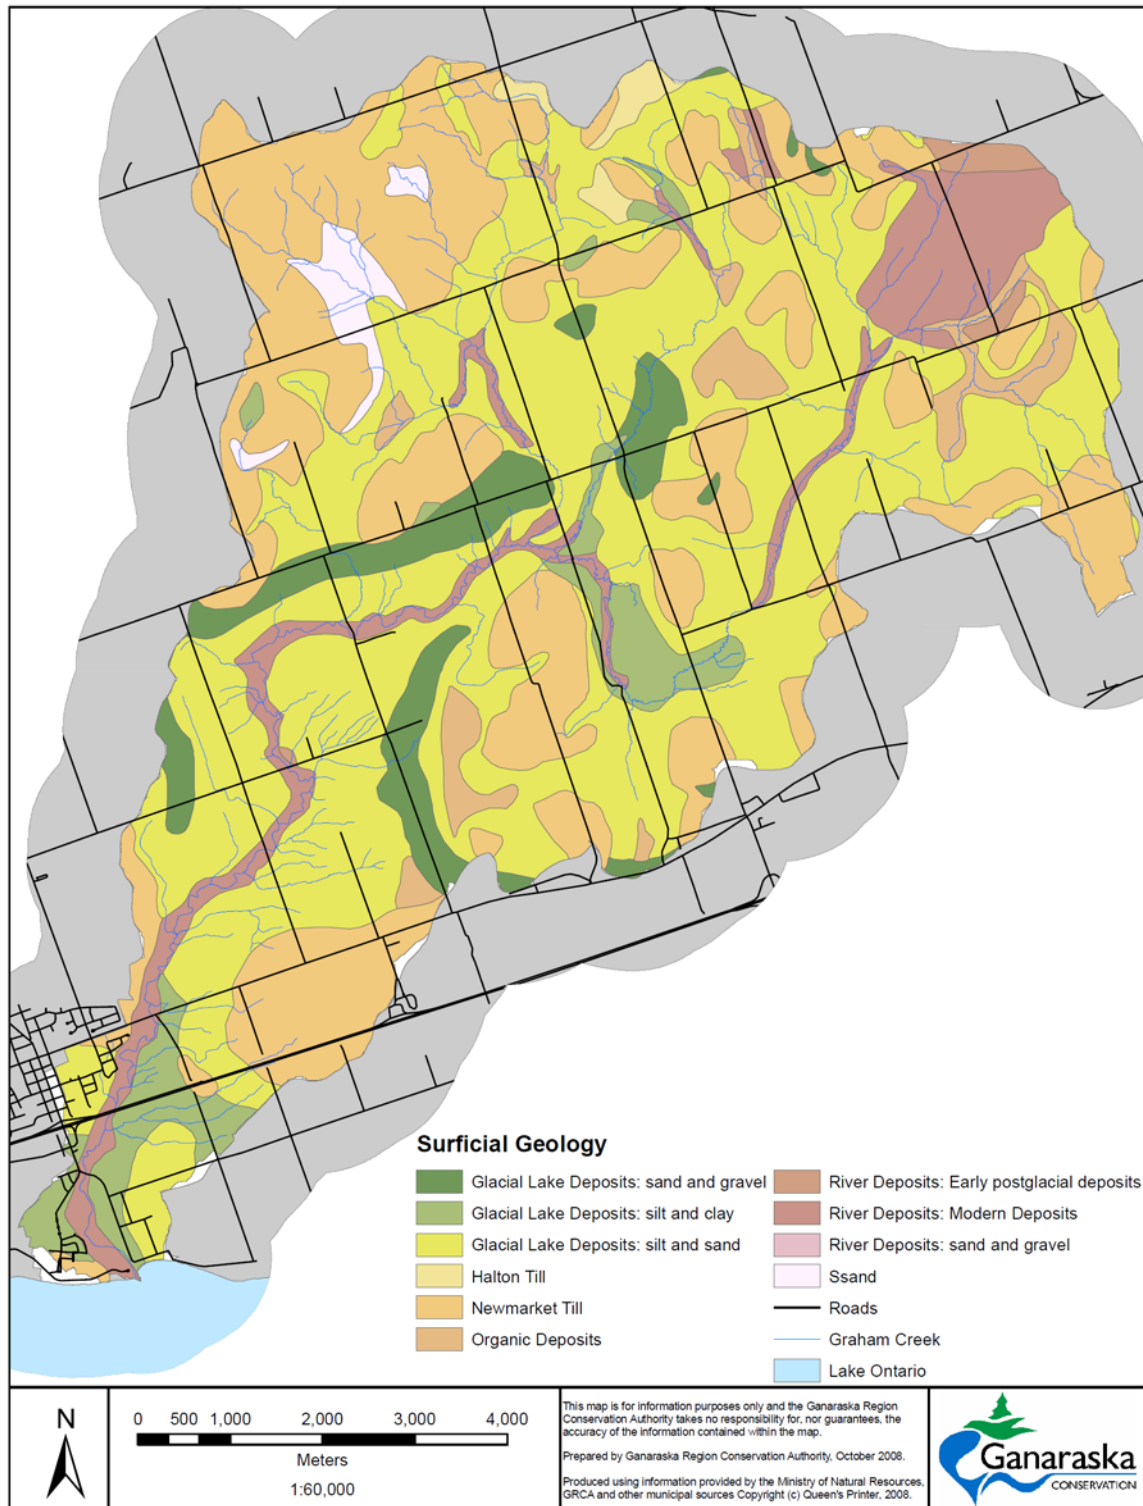 Surficial Geology
Glacial Lake Deposits: sand and gravel
Glacial Lake Deposits: silt and clay
Glacial Lake Deposits: silt and sand
Halton Till
Newmarket Till
Organic Deposits
River Deposits: Early postglacial deposits
River Deposits: Modern Deposits
River Deposits: sand and gravel
Ssand
Roads
Graham Creek
Lake Ontario
N
0 500 1,000 2,000 3,000 4,000
Meters
1:60,000
This map is for information purposes only and the Ganaraska Region
Conservation Authority takes no responsibility for, nor guarantees, the
accuracy of the information contained within the map.
Prepared by Ganaraska Region Conservation Authority, October 2008.
Produced using information provided by the Ministry of Natural Resources,
GRCA and other municipal sources Copyright (c) Queen's Printer, 2008.
Ganaraska
CONSERVATION